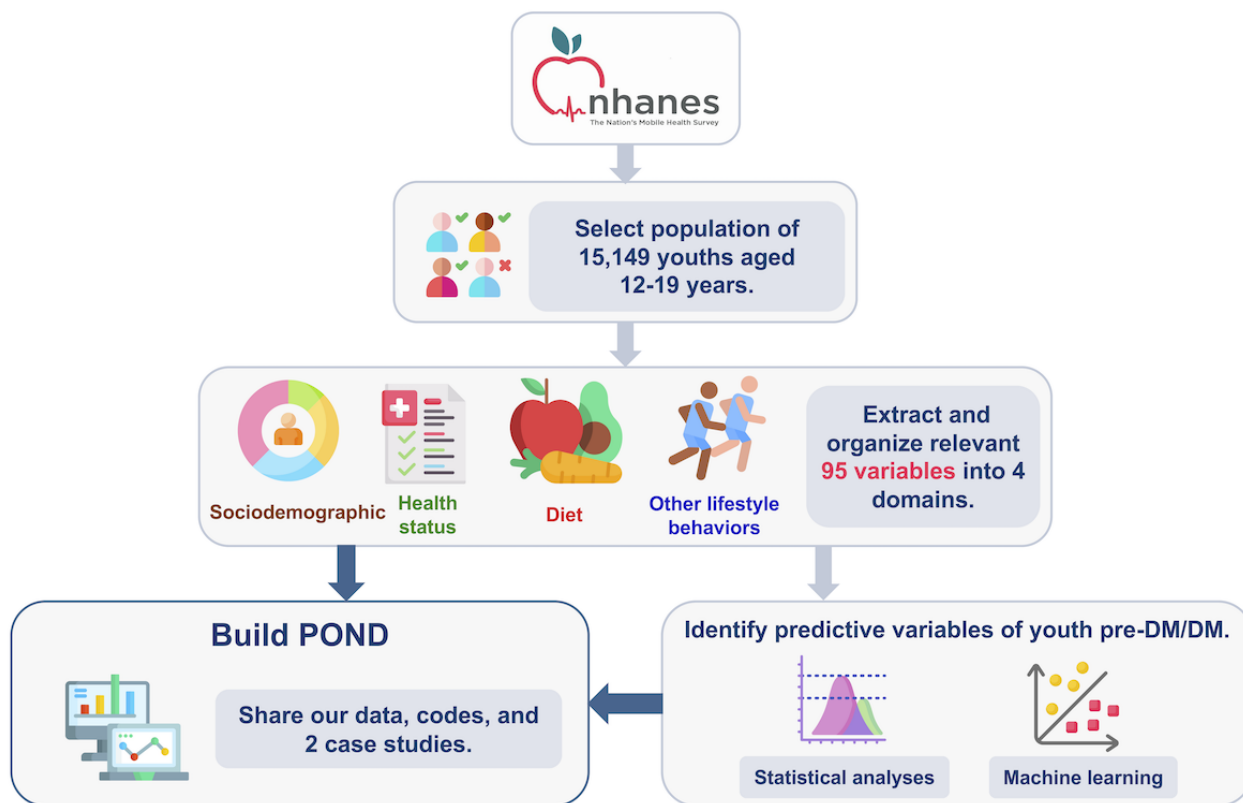 nhanes
The Nation's Mobile Health Survey
Select population of
15,149 youths aged
12-19 years.
Sociodemographic
Health
status
Diet
Other lifestyle
behaviors
Extract and
organize relevant
95 variables into 4
domains.
Build POND
Share our data, codes, and
2 case studies.
Identify predictive variables of youth pre-DM/DM.
Statistical analyses
Machine learning